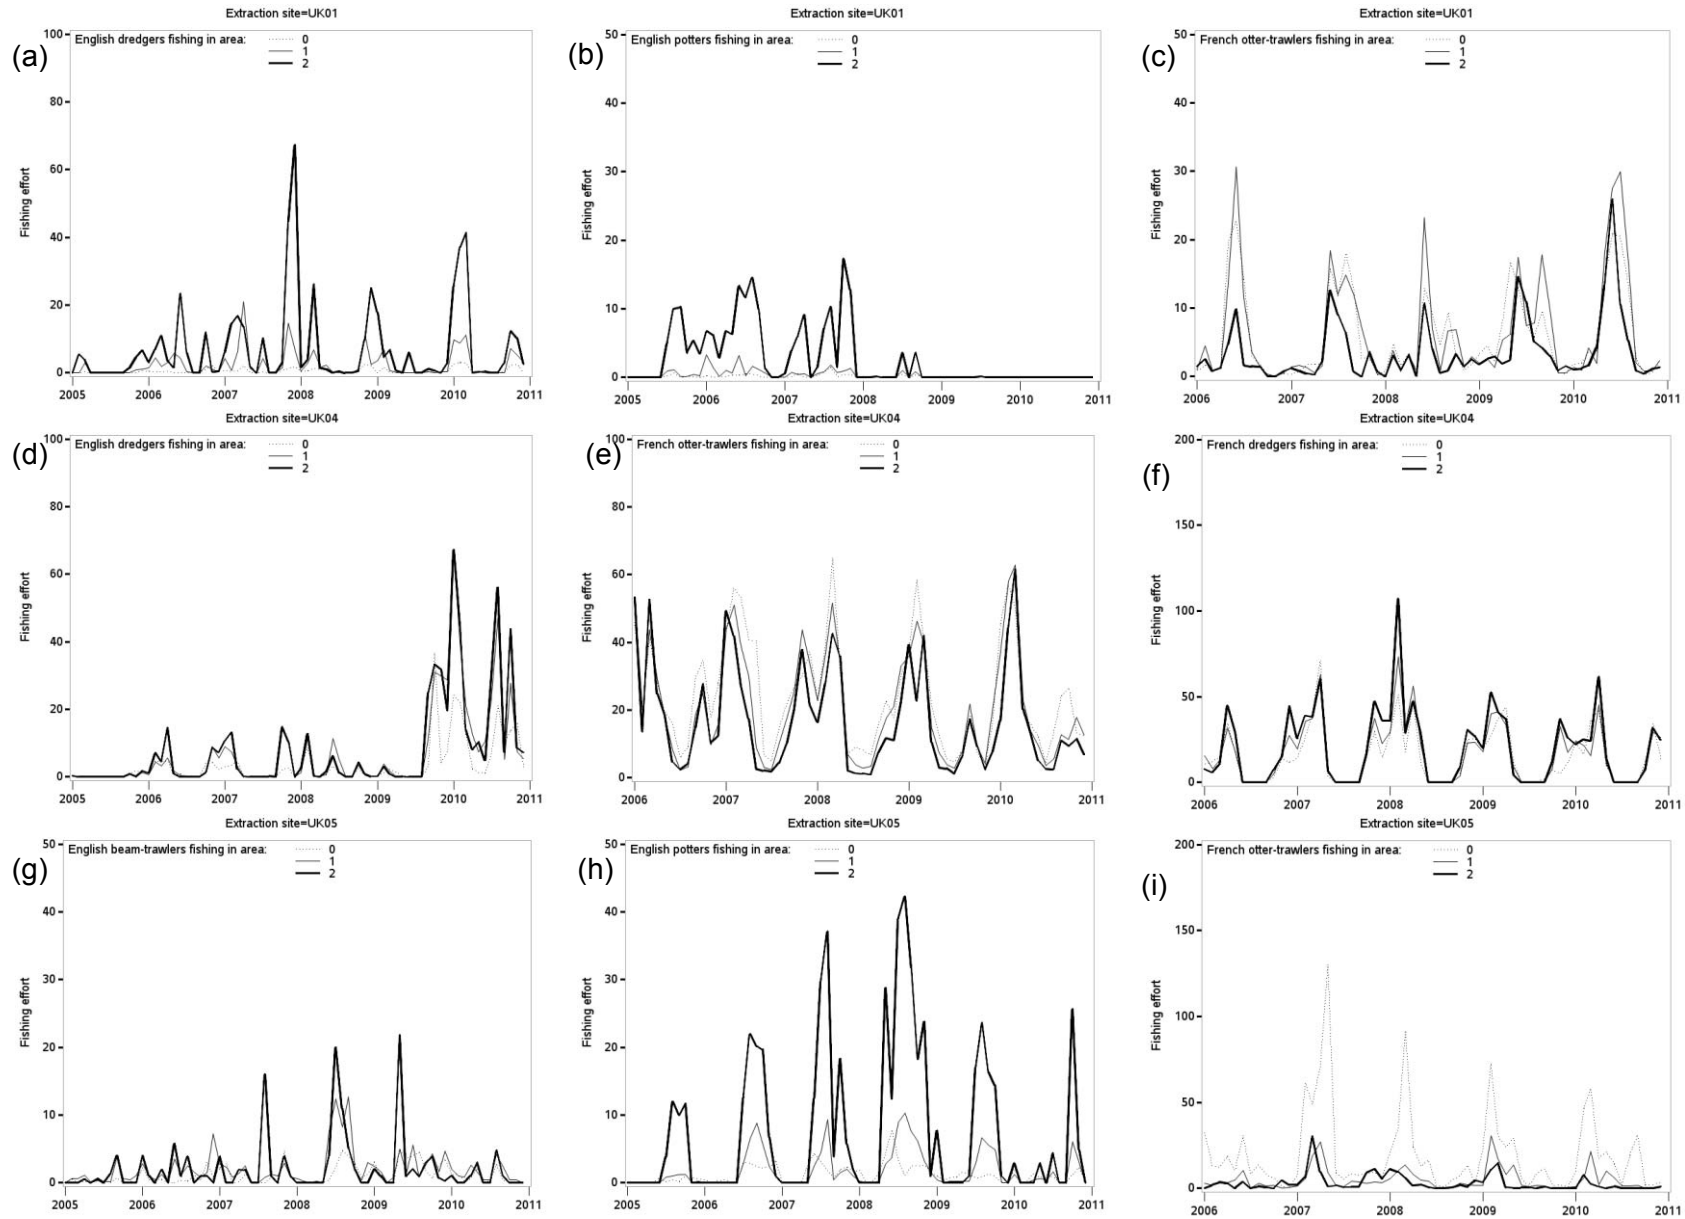 Extraction site=UK01
(a)
English dredgers fishing in area: 0
1
2
Fishing effort
100
80
60
40
20
0
2005 2006 2007 2008 2009 2010 2011
Extraction site=UK01
(b)
English potters fishing in area: 0
1
2
Fishing effort
50
40
30
20
10
0
2005 2006 2007 2008 2009 2010 2011
Extraction site=UK01
(c)
French otter-trawlers fishing in area: 0
1
2
Fishing effort
50
40
30
20
10
0
2006 2007 2008 2009 2010 2011
Extraction site=UK04
(d)
English dredgers fishing in area: 0
1
2
Fishing effort
100
80
60
40
20
0
2005 2006 2007 2008 2009 2010 2011
Extraction site=UK04
(e)
French otter-trawlers fishing in area: 0
1
2
Fishing effort
100
80
60
40
20
0
2006 2007 2008 2009 2010 2011
Extraction site=UK04
(f)
French dredgers fishing in area: 0
1
2
Fishing effort
200
150
100
50
0
2006 2007 2008 2009 2010 2011
Extraction site=UK05
(g)
English beam-trawlers fishing in area: 0
1
2
Fishing effort
50
40
30
20
10
0
2005 2006 2007 2008 2009 2010 2011
Extraction site=UK05
(h)
English potters fishing in area: 0
1
2
Fishing effort
50
40
30
20
10
0
2005 2006 2007 2008 2009 2010 2011
Extraction site=UK05
(i)
French otter-trawlers fishing in area: 0
1
2
Fishing effort
200
150
100
50
0
2006 2007 2008 2009 2010 2011